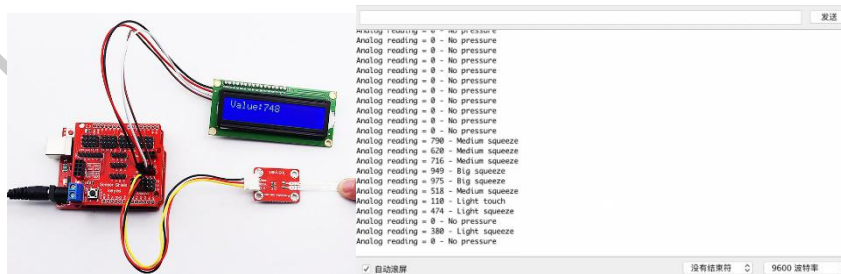 Value:748
发送
Analog reading = 0 - No pressure
Analog reading = 0 - No pressure
Analog reading = 0 - No pressure
Analog reading = 0 - No pressure
Analog reading = 0 - No pressure
Analog reading = 0 - No pressure
Analog reading = 0 - No pressure
Analog reading = 0 - No pressure
Analog reading = 0 - No pressure
Analog reading = 0 - No pressure
Analog reading = 0 - No pressure
Analog reading = 790 - Medium squeeze
Analog reading = 620 - Medium squeeze
Analog reading = 716 - Medium squeeze
Analog reading = 949 - Big squeeze
Analog reading = 975 - Big squeeze
Analog reading = 518 - Medium squeeze
Analog reading = 110 - Light touch
Analog reading = 474 - Light squeeze
Analog reading = 0 - No pressure
Analog reading = 380 - Light squeeze
Analog reading = 0 - No pressure
自动滚屏
没有结束符
9600 波特率